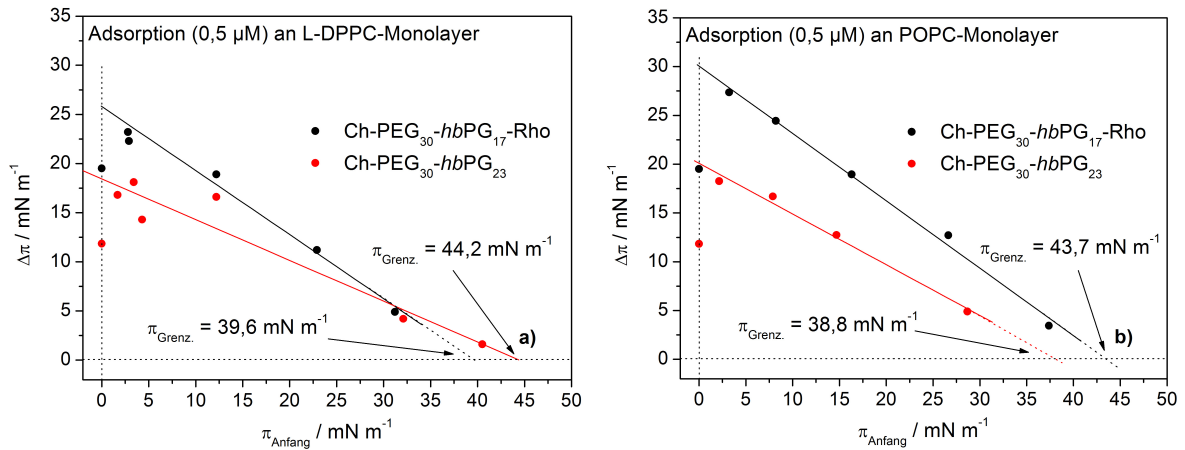 Adsorption (0,5 µM) an L-DPPC-Monolayer
Ch-PEG30-hbPG17-Rho
Ch-PEG30-hbPG23
πGrenz. = 44,2 mN m-1
πGrenz. = 39,6 mN m-1
a)
Δπ / mN m-1
35
30
25
20
15
10
5
0
0 5 10 15 20 25 30 35 40 45 50
πAnfang / mN m-1
Adsorption (0,5 µM) an POPC-Monolayer
Ch-PEG30-hbPG17-Rho
Ch-PEG30-hbPG23
πGrenz. = 43,7 mN m-1
πGrenz. = 38,8 mN m-1
b)
Δπ / mN m-1
35
30
25
20
15
10
5
0
0 5 10 15 20 25 30 35 40 45 50
πAnfang / mN m-1